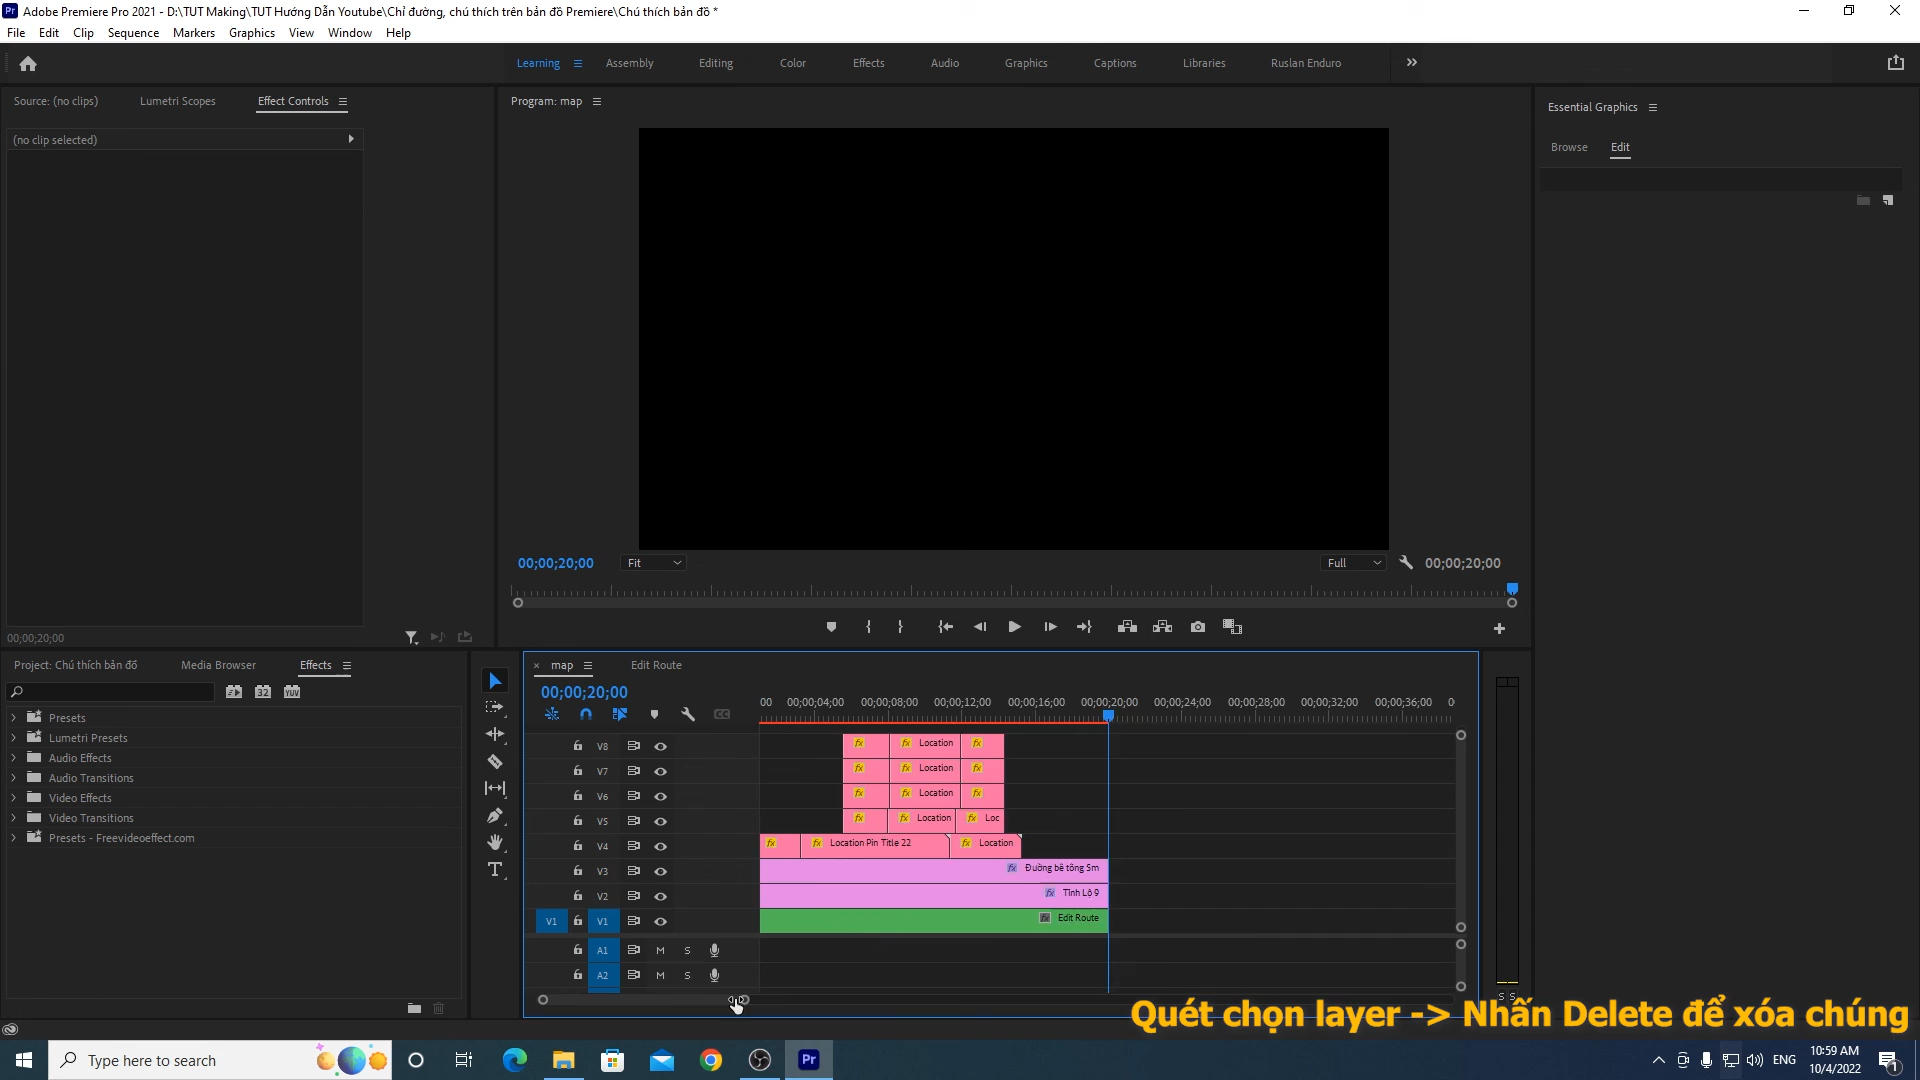 Adobe Premiere Pro 2021 - D:\TUT Making\TUT Hướng Dẫn Youtube\Chỉ đường, chú thích trên bản đồ Premiere\Chú thích bản đồ *
File Edit Clip Sequence Markers Graphics View Window Help
Learning Assembly Editing Color Effects Audio Graphics Captions Libraries Ruslan Enduro
Source: (no clips) Lumetri Scopes Effect Controls
Program: map
Essential Graphics
(no clip selected)
Browse Edit
00;00;20;00 Fit Full 00;00;20;00
00;00;20;00
Project: Chú thích bản đồ Media Browser Effects
map Edit Route
00;00;20;00
00 00;00;04;00 00;00;08;00 00;00;12;00 00;00;16;00 00;00;20;00 00;00;24;00 00;00;28;00 00;00;32;00 00;00;36;00 0
Presets
Lumetri Presets
Audio Effects
Audio Transitions
Video Effects
Video Transitions
Presets - Freevideoeffect.com
V8 fx fx Location fx
V7 fx fx Location fx
V6 fx fx Location fx
V5 fx fx Location fx Loc
V4 fx fx Location Pin Title 22 fx Location
V3 fx Đường bê tông 5m
V2 fx Tỉnh Lộ 9
V1 V1 fx Edit Route
A1 M S
A2 M S
S S
Quét chọn layer -> Nhấn Delete để xóa chúng
Type here to search
Pr
ENG
10:59 AM
10/4/2022
1